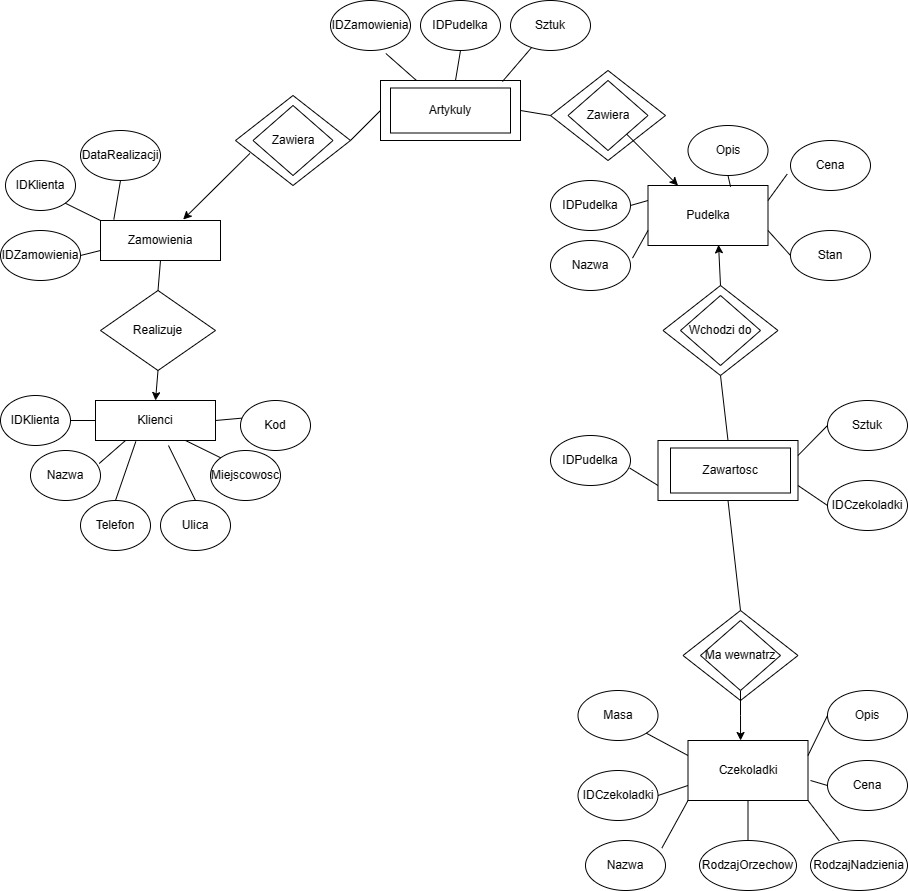 IDZamowienia
IDPudelka
Sztuk
Artykuly
Zawiera
Zawiera
DataRealizacji
IDKlienta
IDZamowienia
Zamowienia
Opis
Cena
IDPudelka
Pudelka
Nazwa
Stan
Realizuje
Wchodzi do
IDKlienta
Klienci
Kod
Nazwa
Miejscowosc
Telefon
Ulica
Sztuk
IDPudelka
Zawartosc
IDCzekoladki
Ma wewnatrz
Masa
Opis
Czekoladki
IDCzekoladki
Cena
Nazwa
RodzajOrzechow
RodzajNadzienia